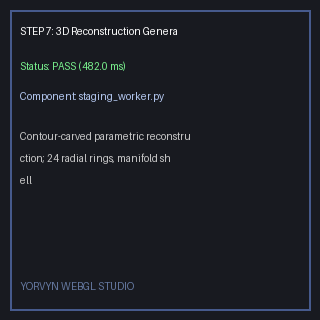 STEP 7: 3D Reconstruction Genera
Status: PASS (482.0 ms)
Component: staging_worker.py
Contour-carved parametric reconstru
ction; 24 radial rings, manifold sh
ell
YORVYN WEBGL STUDIO